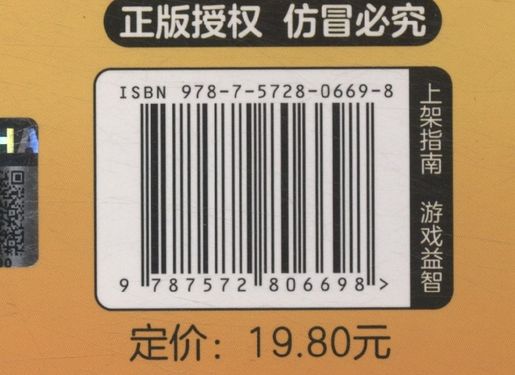 正版授权 仿冒必究
ISBN 978-7-5728-0669-8
上架指南 游戏益智
9 787572 806698 >
定价：19.80元
HA